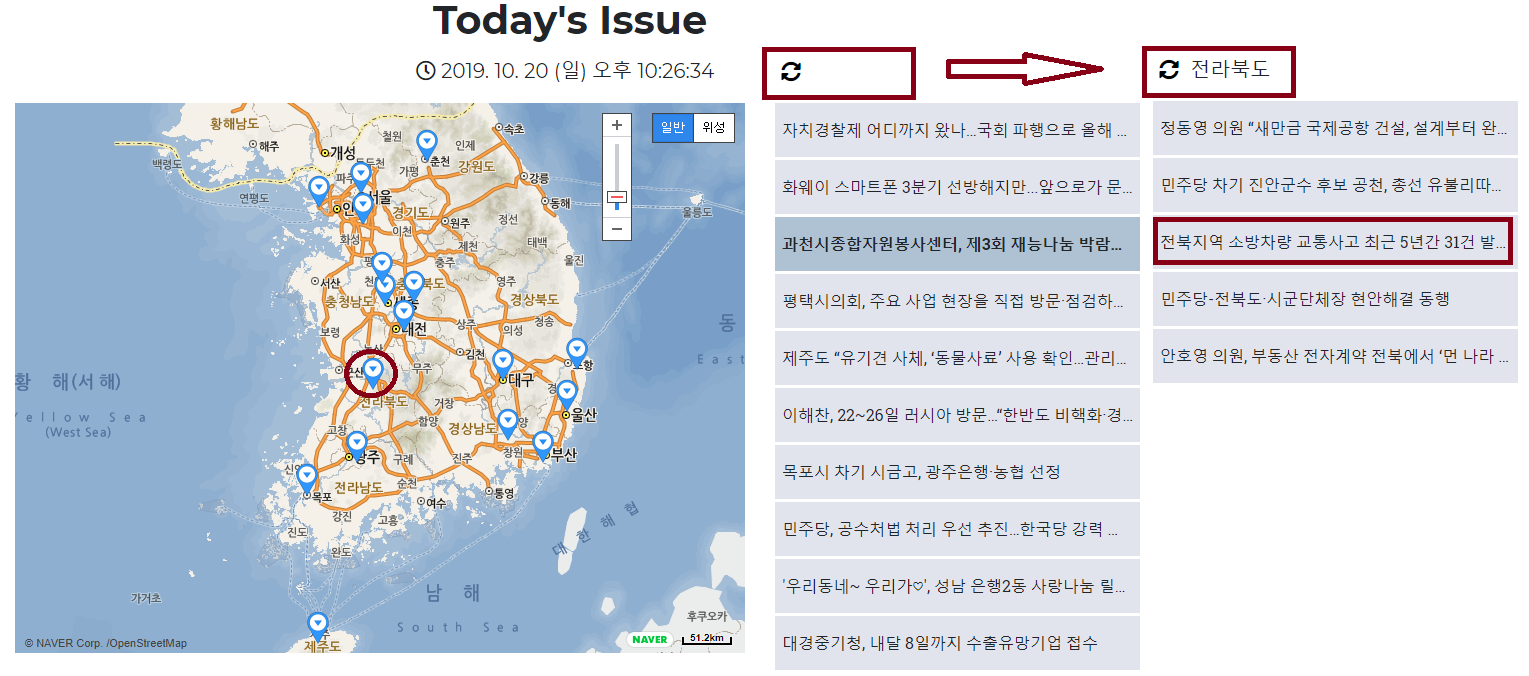 Today's Issue
2019. 10. 20 (일) 오후 10:26:34
전라북도
일반
위성
황해남도
해주
개성
철원
속초
인제
백령도
연평도
파주
동두천
가평
춘천
강원도
강릉
서울
경기도
동해
울릉도
화성
이천
원주
정선
제천
태백
서산
영주
울진
충청남도
경상북도
보령
대전
상주
의성
청송
논산
김천
무주
군산
대구
포항
전라북도
거창
고창
함양
경상남도
울산
광주
구례
진주
창원
부산
전라남도
순천
목포
여수
통영
강진
고흥
진도
완도
가거초
제주도
후쿠오카
황 해(서해)
Yellow Sea
(West Sea)
동
East
대한해협
남 해
South Sea
© NAVER Corp. /OpenStreetMap
NAVER
51.2km
자치경찰제 어디까지 왔나...국회 파행으로 올해 ...
화웨이 스마트폰 3분기 선방해지만...앞으로가 문...
과천시종합자원봉사센터, 제3회 재능나눔 박람...
평택시의회, 주요 사업 현장을 직접 방문·점검하...
제주도 “유기견 사체, ‘동물사료’ 사용 확인...관리...
이해찬, 22~26일 러시아 방문...“한반도 비핵화·경...
목포시 차기 시금고, 광주은행·농협 선정
민주당, 공수처법 처리 우선 추진...한국당 강력 ...
'우리동네~ 우리가♡', 성남 은행2동 사랑나눔 릴...
대경중기청, 내달 8일까지 수출유망기업 접수
정동영 의원 “새만금 국제공항 건설, 설계부터 완...
민주당 차기 진안군수 후보 공천, 총선 유불리따...
전북지역 소방차량 교통사고 최근 5년간 31건 발...
민주당-전북도·시군단체장 현안해결 동행
안호영 의원, 부동산 전자계약 전북에서 ‘먼 나라 ...